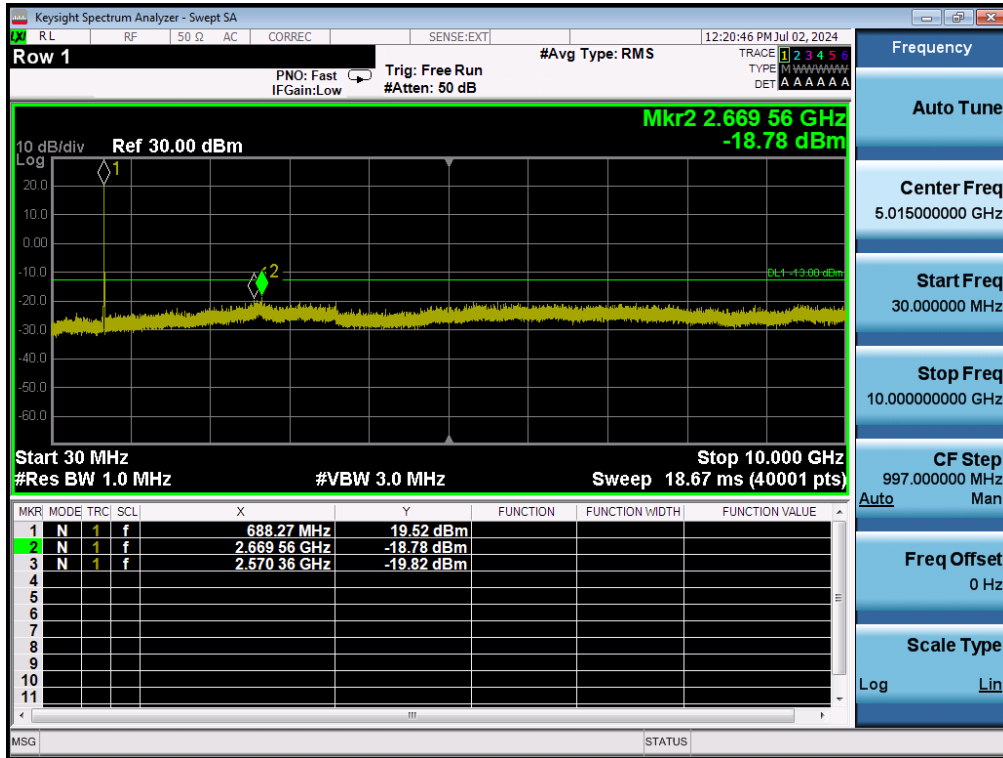 Keysight Spectrum Analyzer - Swept SA
LXI RL RF 50 Ω AC CORREC SENSE:EXT 12:20:46 PM Jul 02, 2024
Row 1
PNO: Fast
IFGain:Low
Trig: Free Run
#Atten: 50 dB
#Avg Type: RMS
TRACE 1 2 3 4 5 6
TYPE M WWWWW
DET A A A A A A
Mkr2 2.669 56 GHz
-18.78 dBm
10 dB/div Ref 30.00 dBm
Log
1
20.0
10.0
0.00
-10.0
2
DL1 -13.00 dBm
-20.0
-30.0
-40.0
-50.0
-60.0
Start 30 MHz Stop 10.000 GHz
#Res BW 1.0 MHz #VBW 3.0 MHz Sweep 18.67 ms (40001 pts)
MKR MODE TRC SCL X Y FUNCTION FUNCTION WIDTH FUNCTION VALUE
1 N 1 f 688.27 MHz 19.52 dBm
2 N 1 f 2.669 56 GHz -18.78 dBm
3 N 1 f 2.570 36 GHz -19.82 dBm
4
5
6
7
8
9
10
11
MSG STATUS
Frequency
Auto Tune
Center Freq
5.015000000 GHz
Start Freq
30.000000 MHz
Stop Freq
10.000000000 GHz
CF Step
997.000000 MHz
Auto Man
Freq Offset
0 Hz
Scale Type
Log Lin